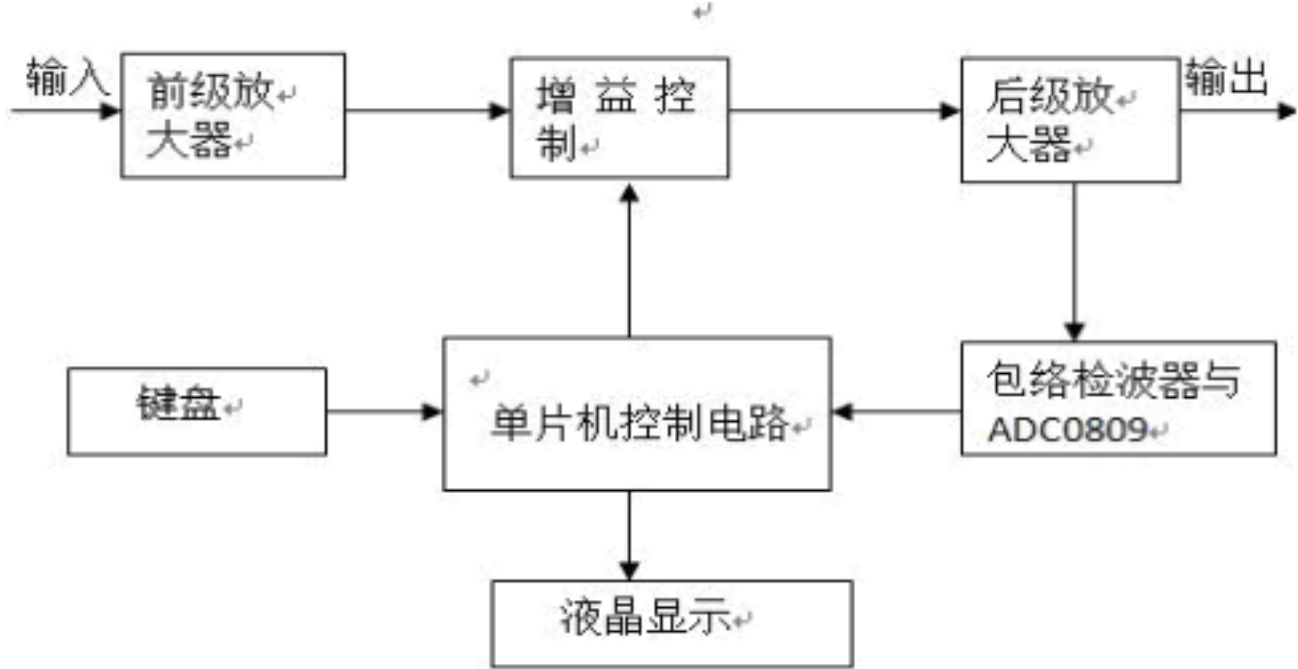 输入
前级放
大器
增益控
制
后级放
大器
输出
键盘
单片机控制电路
包络检波器与
ADC0809
液晶显示